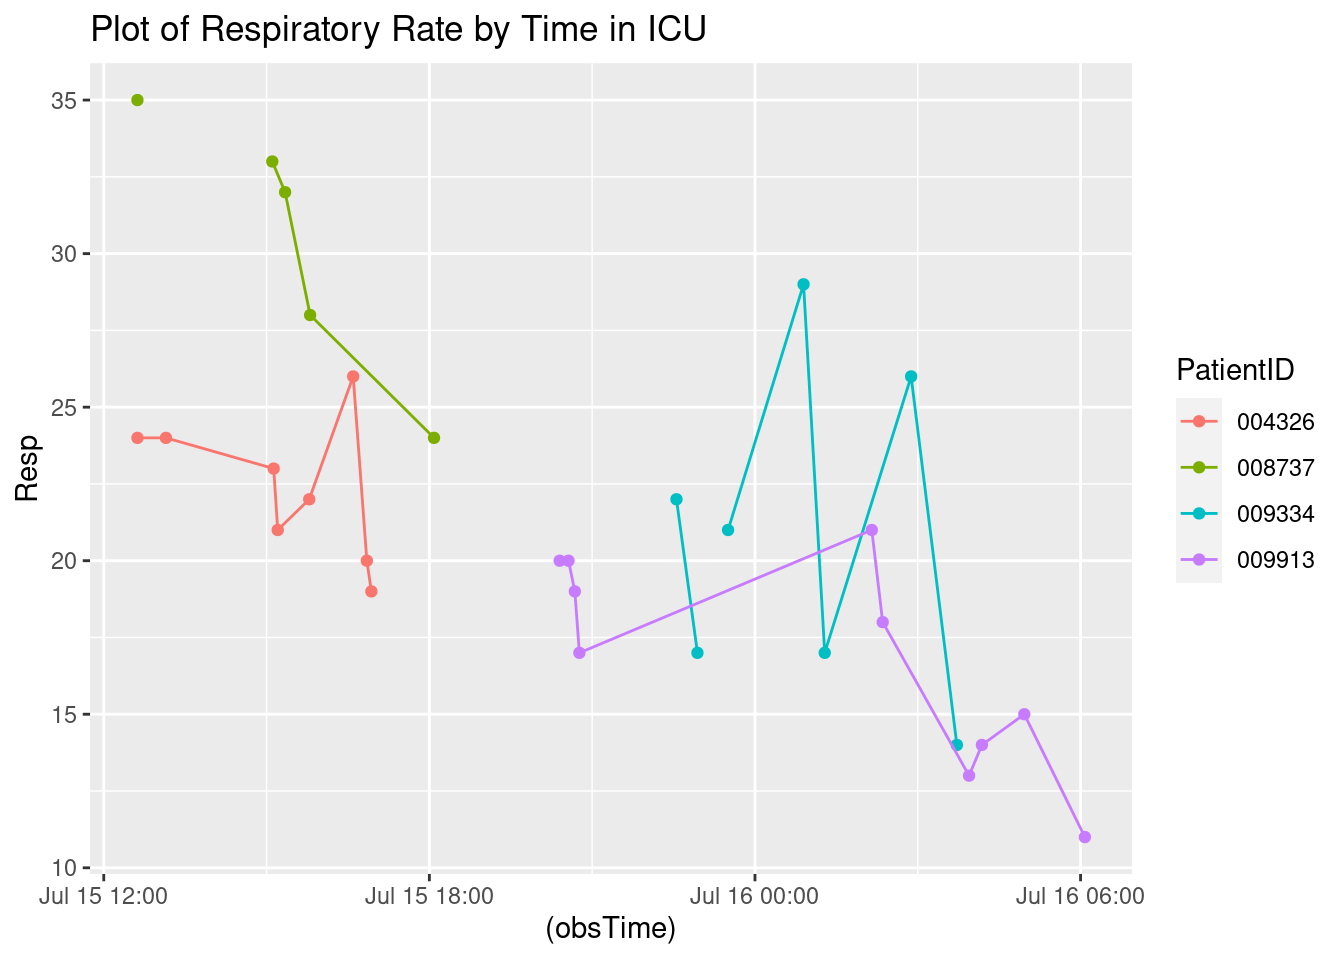 Plot of Respiratory Rate by Time in ICU
35
30
25
20
15
10
Resp
Jul 15 12:00 Jul 15 18:00 Jul 16 00:00 Jul 16 06:00
(obsTime)
PatientID
004326
008737
009334
009913